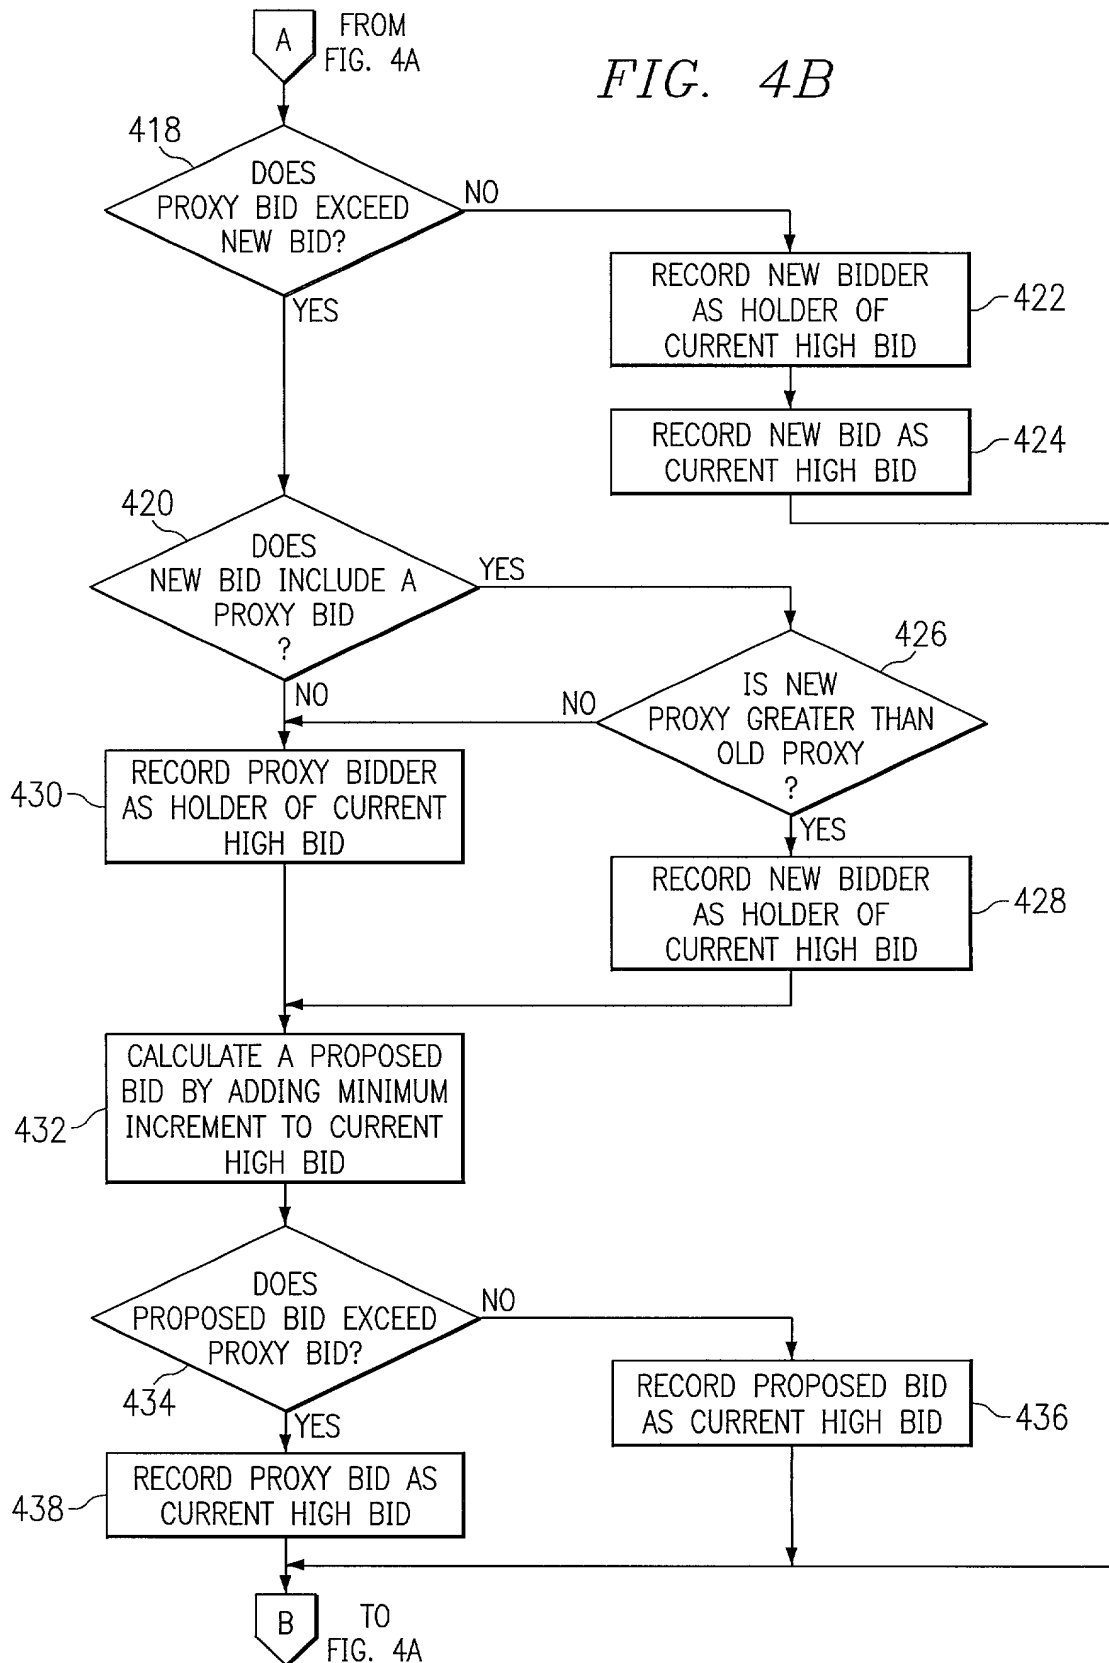 A
FROM
FIG. 4A
FIG. 4B
418
DOES
PROXY BID EXCEED
NEW BID?
NO
YES
RECORD NEW BIDDER
AS HOLDER OF
CURRENT HIGH BID
422
RECORD NEW BID AS
CURRENT HIGH BID
424
420
DOES
NEW BID INCLUDE A
PROXY BID
?
YES
NO
426
IS NEW
PROXY GREATER THAN
OLD PROXY
?
NO
YES
430
RECORD PROXY BIDDER
AS HOLDER OF CURRENT
HIGH BID
RECORD NEW BIDDER
AS HOLDER OF
CURRENT HIGH BID
428
432
CALCULATE A PROPOSED
BID BY ADDING MINIMUM
INCREMENT TO CURRENT
HIGH BID
DOES
PROPOSED BID EXCEED
PROXY BID?
434
NO
YES
RECORD PROPOSED BID
AS CURRENT HIGH BID
436
438
RECORD PROXY BID AS
CURRENT HIGH BID
B
TO
FIG. 4A